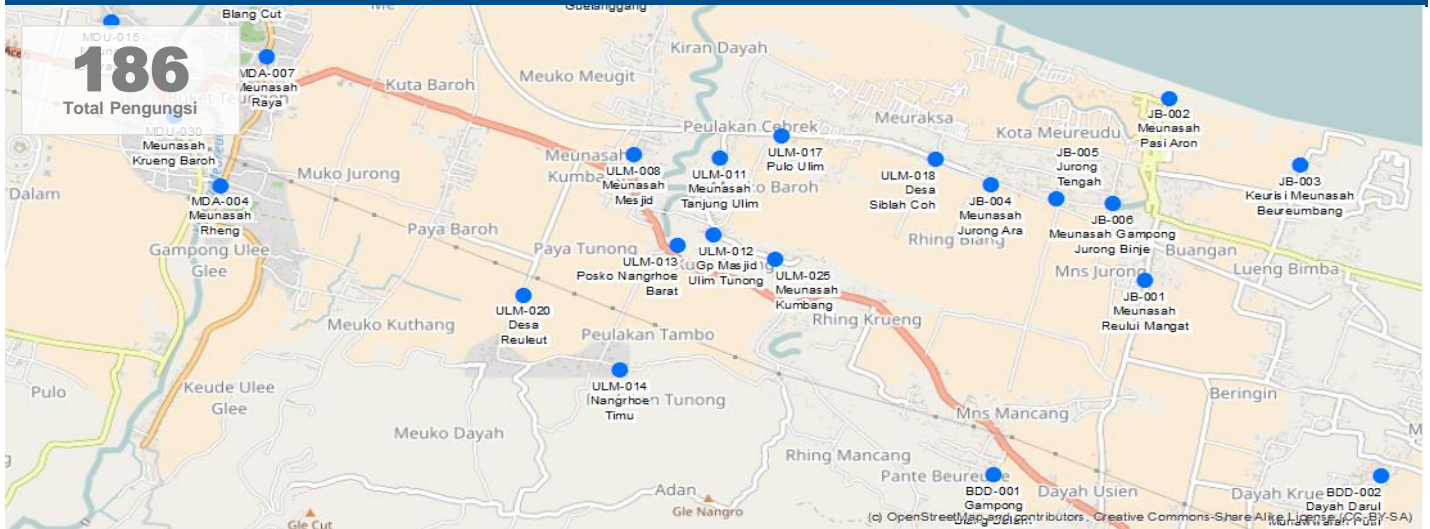 Blang Cut
MDU-015
186
Total Pengungsi
MDA-007
Meunasah
Raya
MDU-030
Meunasah
Krueng Baroh
MDA-004
Meunasah
Rheng
Dalam
Gampong Ulee
Glee
Kuta Baroh
Muko Jurong
Paya Baroh
Meuko Meugit
Kiran Dayah
Peulakan Cebrek
Meunasah
ULM-008
Meunasah
Mesjid
ULM-011
Meunasah
Tanjung Ulim
ULM-017
Pulo Ulim
Meuraksa
ULM-018
Desa
Siblah Coh
Kota Meureudu
JB-002
Meunasah
Pasi Aron
JB-005
Jurong
Tengah
JB-004
Meunasah
Jurong Ara
JB-003
Keurisi Meunasah
Beureumbang
JB-006
Meunasah Gampong
Jurong Binje
Rhing Blang
Buangan
Mns Jurong
Lueng Bimba
JB-001
Meunasah
Reului Mangat
Paya Tunong
ULM-013
Posko Nangrhoe
Barat
ULM-012
Gp Masjid
Ulim Tunong
ULM-025
Meunasah
Kumbang
ULM-020
Desa
Reuleut
Meuko Kuthang
Peulakan Tambo
Rhing Krueng
ULM-014
Nangrhoe
Timu
Tunong
Pulo
Keude Ulee
Glee
Meuko Dayah
Mns Mancang
Beringin
Rhing Mancang
Adan
Gle Nangro
Gle Cut
BDD-001
Gampong
Dayah Usien
BDD-002
Dayah Darul
(c) OpenStreetMap and contributors, Creative Commons-Share Alike License (CC-BY-SA)